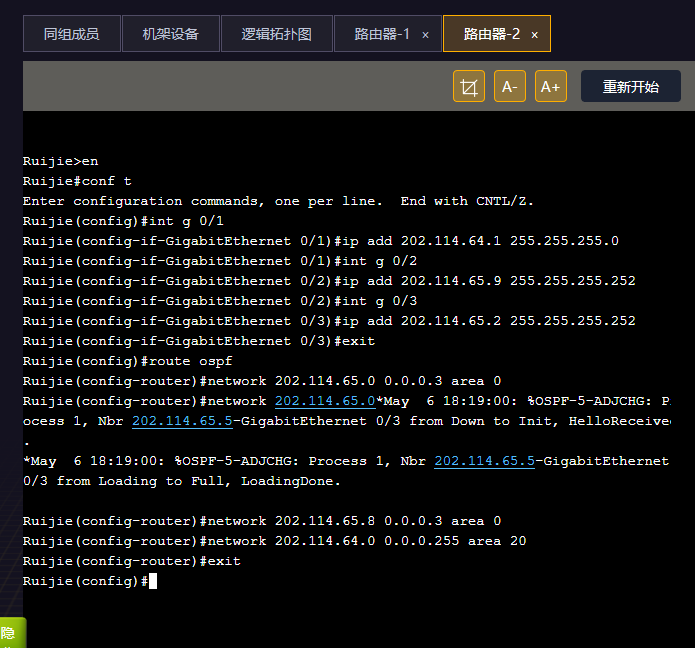 同组成员 机架设备 逻辑拓扑图 路由器-1 × 路由器-2 ×
A- A+ 重新开始
Ruijie>en
Ruijie#conf t
Enter configuration commands, one per line.  End with CNTL/Z.
Ruijie(config)#int g 0/1
Ruijie(config-if-GigabitEthernet 0/1)#ip add 202.114.64.1 255.255.255.0
Ruijie(config-if-GigabitEthernet 0/1)#int g 0/2
Ruijie(config-if-GigabitEthernet 0/2)#ip add 202.114.65.9 255.255.255.252
Ruijie(config-if-GigabitEthernet 0/2)#int g 0/3
Ruijie(config-if-GigabitEthernet 0/3)#ip add 202.114.65.2 255.255.255.252
Ruijie(config-if-GigabitEthernet 0/3)#exit
Ruijie(config)#route ospf
Ruijie(config-router)#network 202.114.65.0 0.0.0.3 area 0
Ruijie(config-router)#network 202.114.65.0*May  6 18:19:00: %OSPF-5-ADJCHG: P
ocess 1, Nbr 202.114.65.5-GigabitEthernet 0/3 from Down to Init, HelloReceive
.
*May  6 18:19:00: %OSPF-5-ADJCHG: Process 1, Nbr 202.114.65.5-GigabitEthernet
0/3 from Loading to Full, LoadingDone.
Ruijie(config-router)#network 202.114.65.8 0.0.0.3 area 0
Ruijie(config-router)#network 202.114.64.0 0.0.0.255 area 20
Ruijie(config-router)#exit
Ruijie(config)#
隐